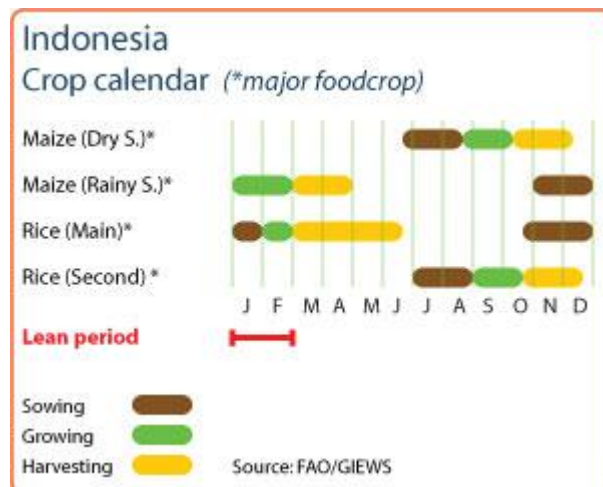 Indonesia
Crop calendar (*major foodcrop)
Maize (Dry S.)*
Maize (Rainy S.)*
Rice (Main)*
Rice (Second) *
J F M A M J J A S O N D
Lean period
Sowing
Growing
Harvesting
Source: FAO/GIEWS